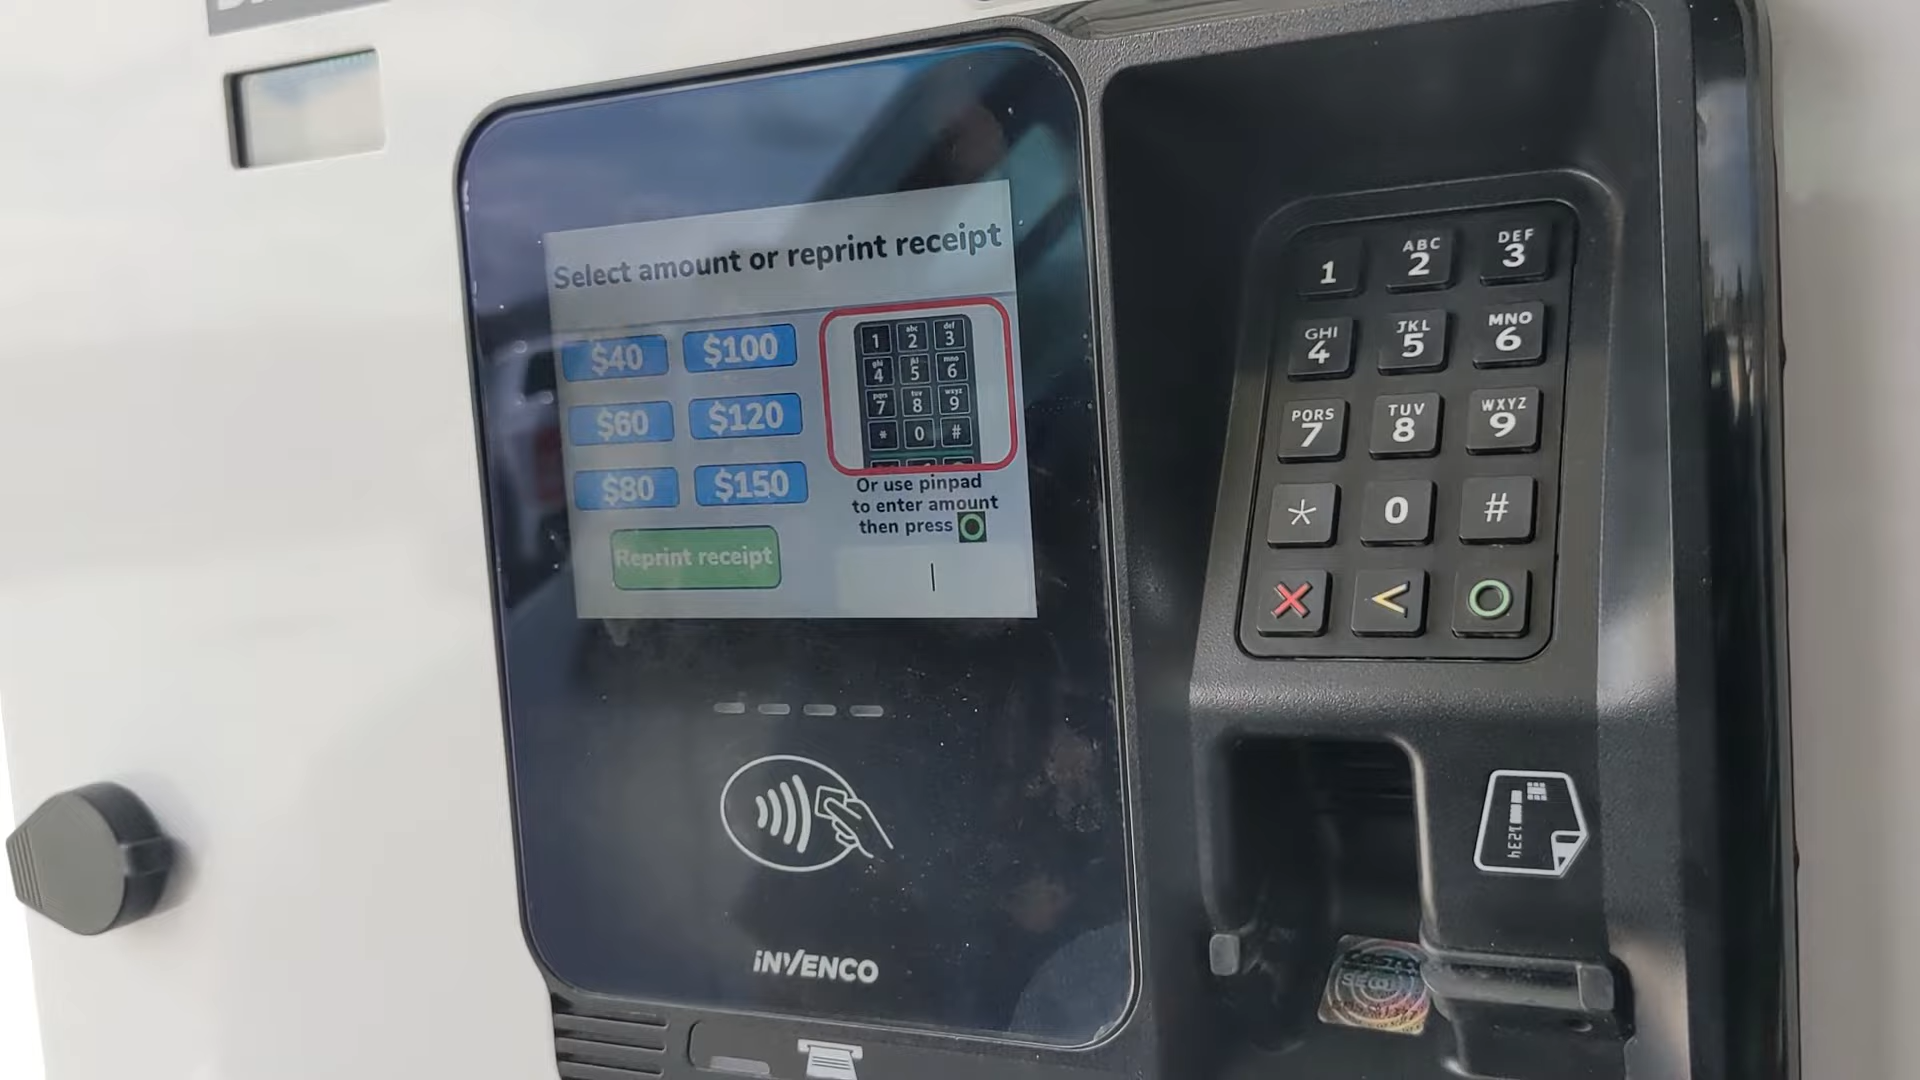 Select amount or reprint receipt
$40 $100
$60 $120
$80 $150
Reprint receipt
1 abc 2 def 3
ghi 4 jkl 5 mno 6
pqrs 7 tuv 8 wxyz 9
* 0 #
Or use pinpad
to enter amount
then press
iNVENCO
1 ABC 2 DEF 3
GHI 4 JKL 5 MNO 6
PQRS 7 TUV 8 WXYZ 9
* 0 #
X < O
1234
COSTCO